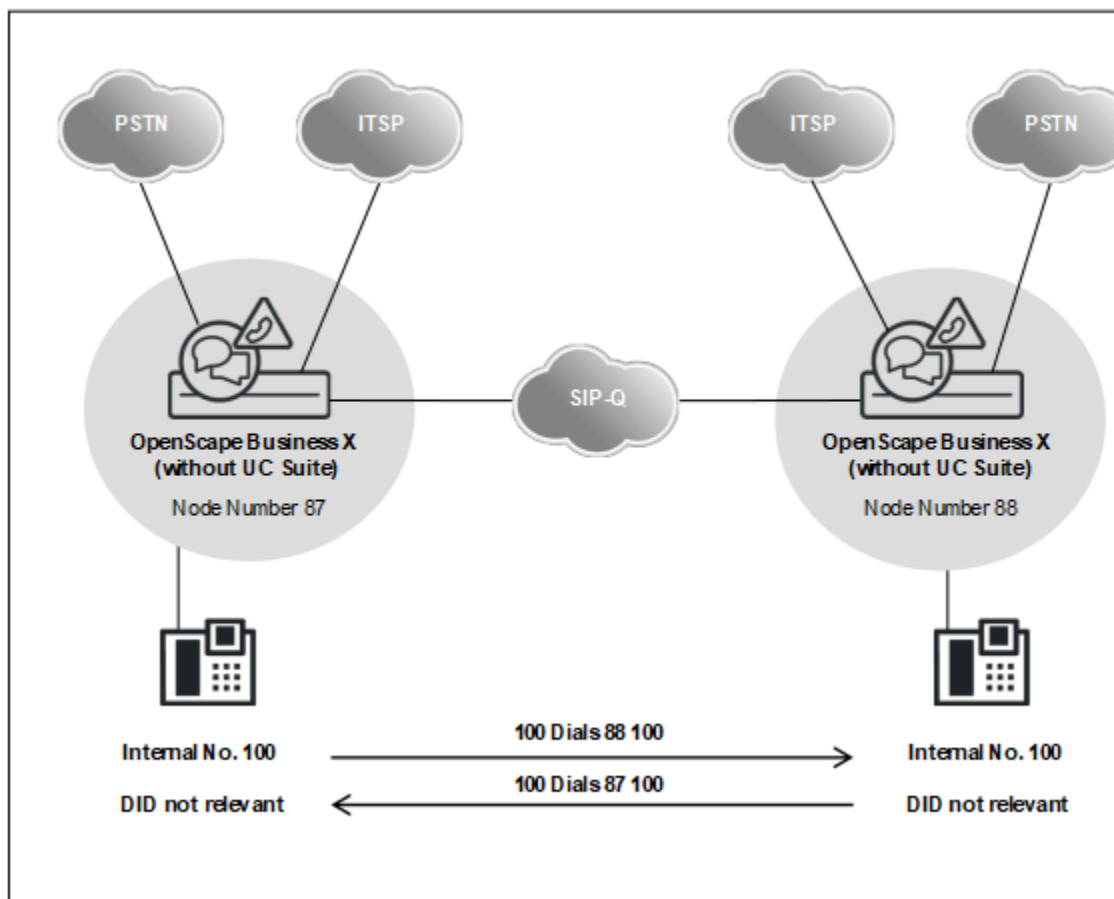 PSTN
ITSP
ITSP
PSTN
SIP-Q
OpenScape Business X
(without UC Suite)
Node Number 87
OpenScape Business X
(without UC Suite)
Node Number 88
100 Dials 88 100
100 Dials 87 100
Internal No. 100
DID not relevant
Internal No. 100
DID not relevant